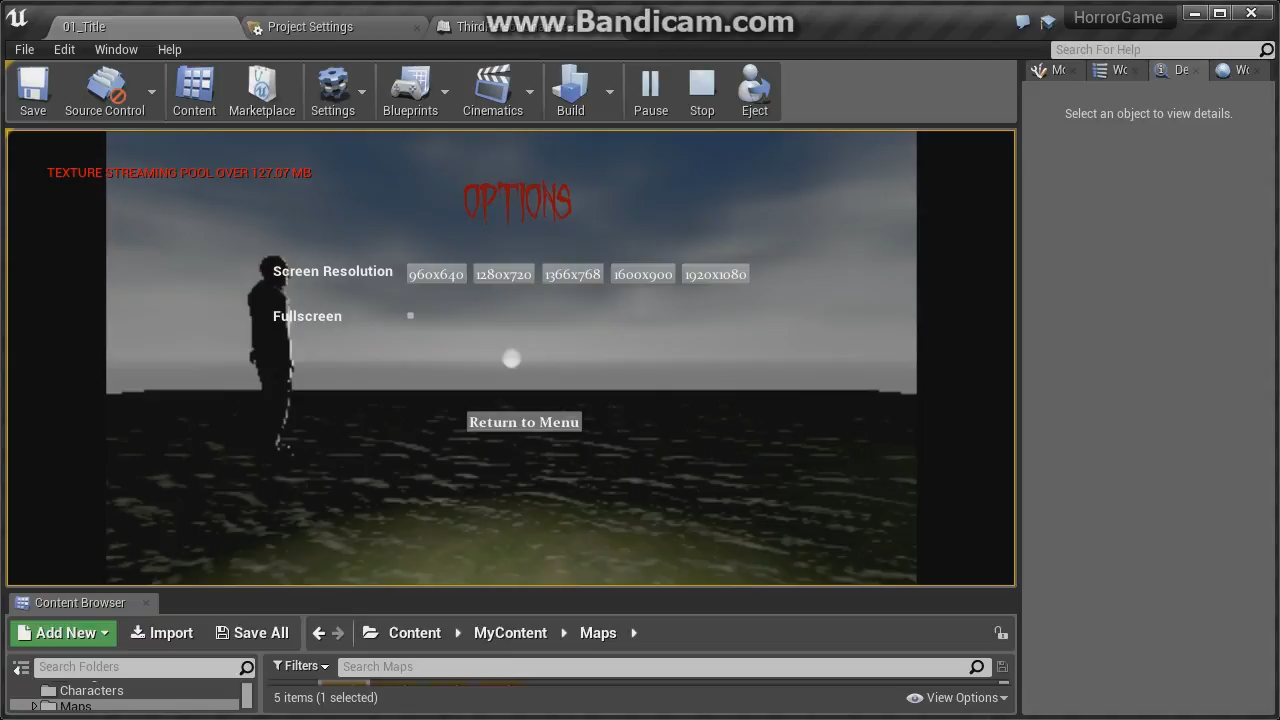 www.Bandicam.com
01_Title
Project Settings
HorrorGame
File Edit Window Help
Search For Help
Save
Source Control
Content
Marketplace
Settings
Blueprints
Cinematics
Build
Pause
Stop
Eject
Select an object to view details.
TEXTURE STREAMING POOL OVER 127.07 MB
OPTIONS
Screen Resolution 960x640 1280x720 1366x768 1600x900 1920x1080
Fullscreen
Return to Menu
Content Browser
Add New Import Save All Content MyContent Maps
Search Folders
Filters Search Maps
Characters
Maps
5 items (1 selected)
View Options